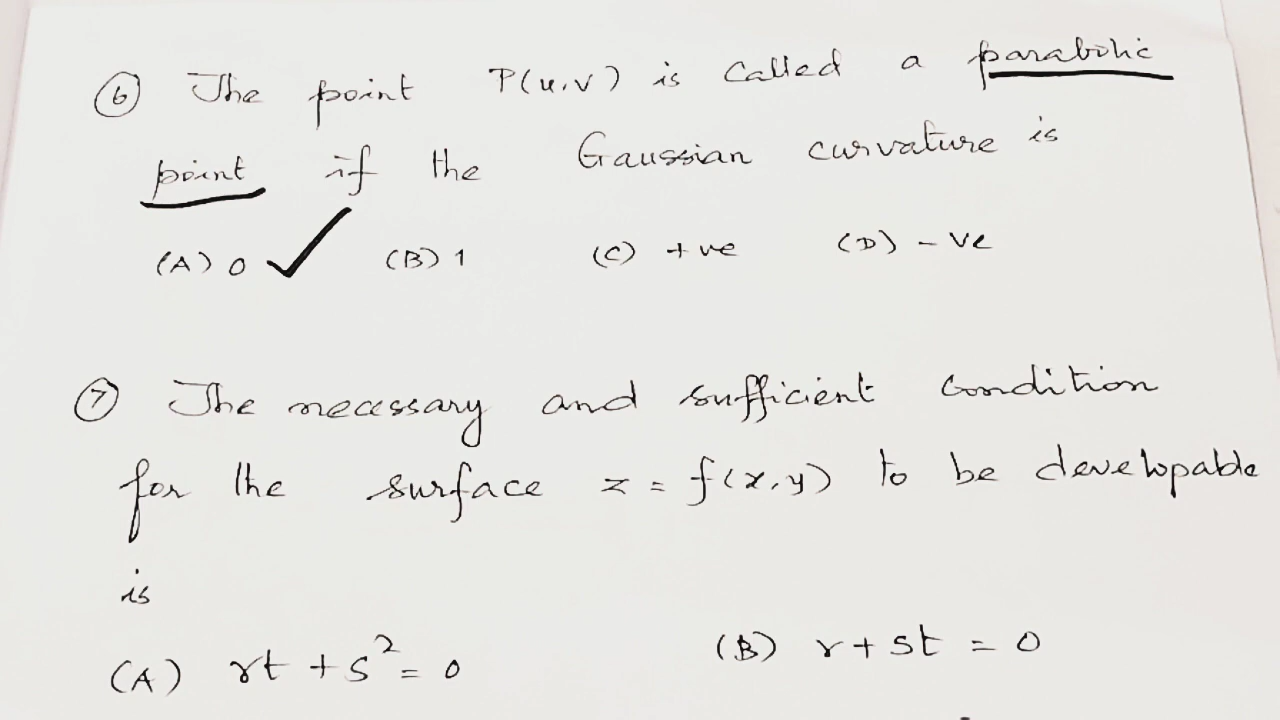 ⑥ The point P(u,v) is called a parabolic
point if the Gaussian curvature is
(A) 0 ✓ (B) 1 (C) +ve (D) -ve
⑦ The necessary and sufficient condition
for the surface z = f(x,y) to be developable
is
(A) rt + s² = 0 (B) r + st = 0